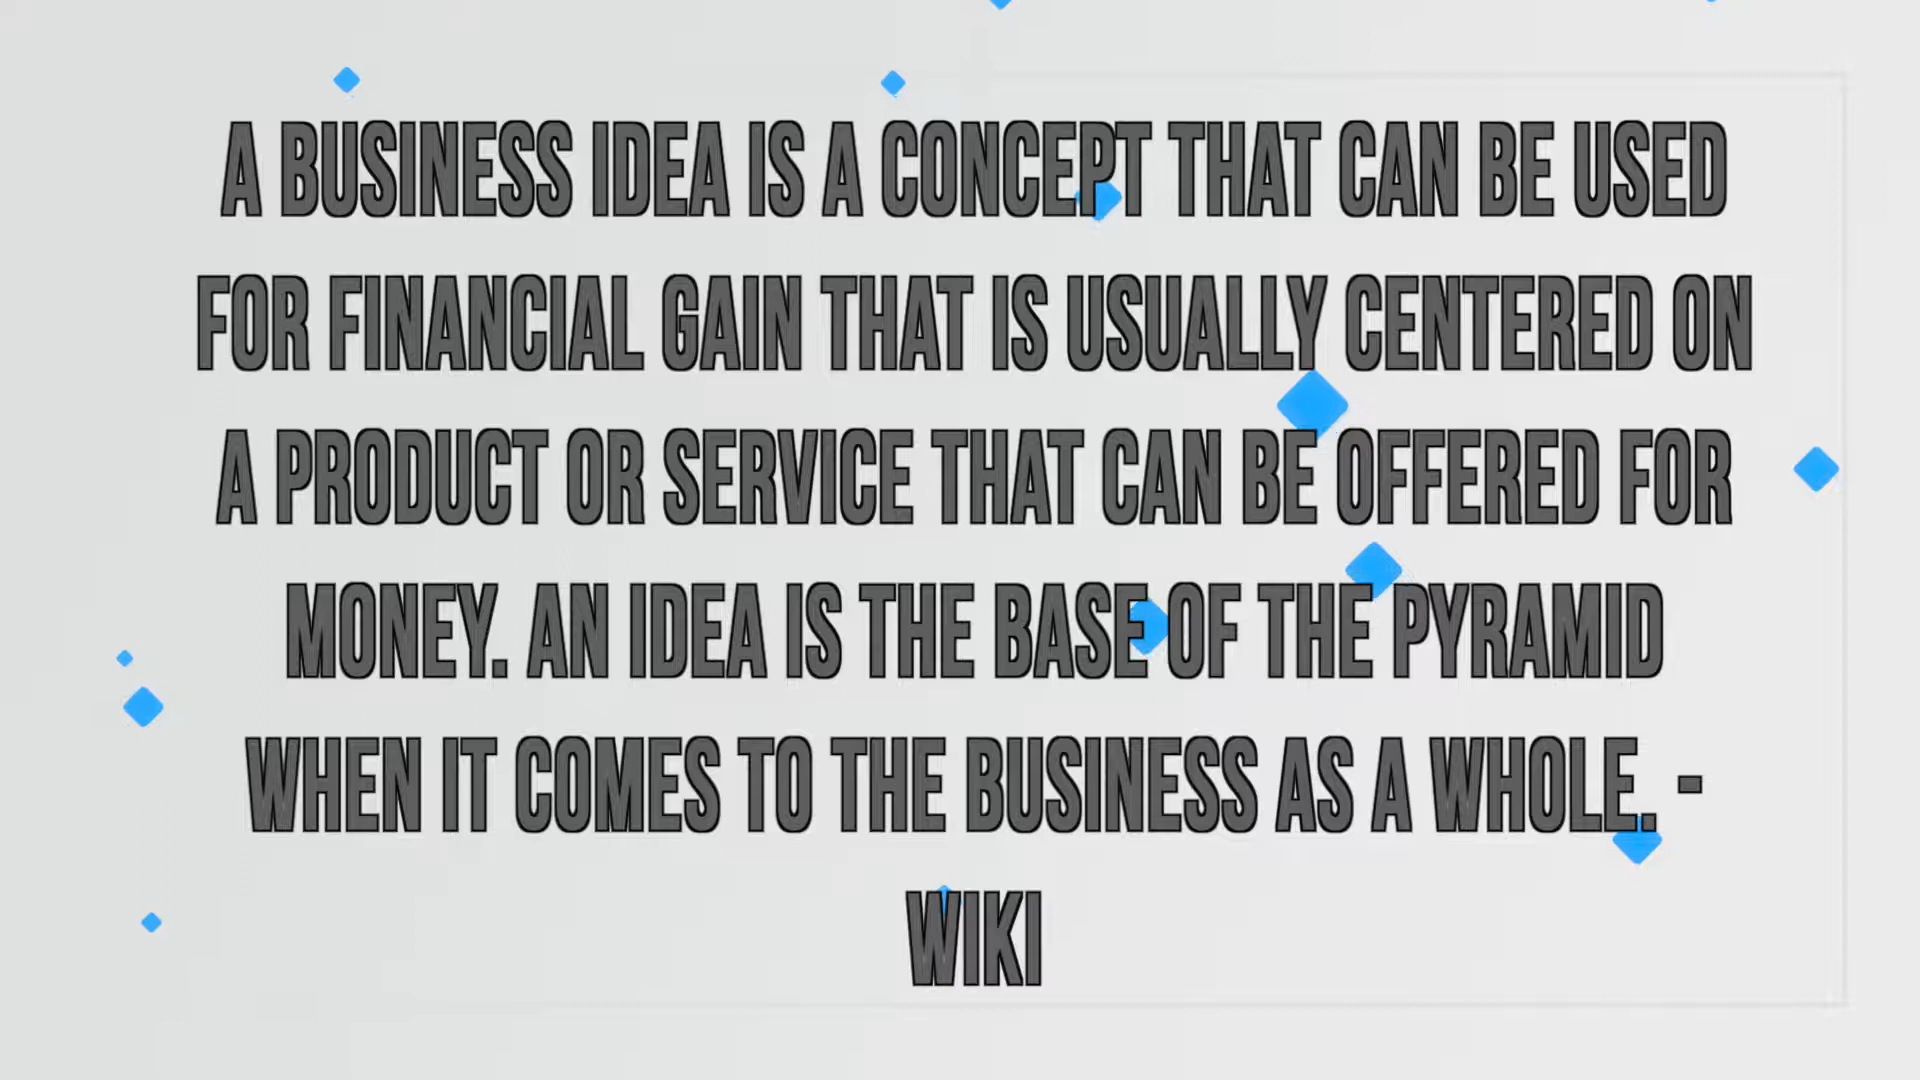 A BUSINESS IDEA IS A CONCEPT THAT CAN BE USED
FOR FINANCIAL GAIN THAT IS USUALLY CENTERED ON
A PRODUCT OR SERVICE THAT CAN BE OFFERED FOR
MONEY. AN IDEA IS THE BASE OF THE PYRAMID
WHEN IT COMES TO THE BUSINESS AS A WHOLE. -
WIKI